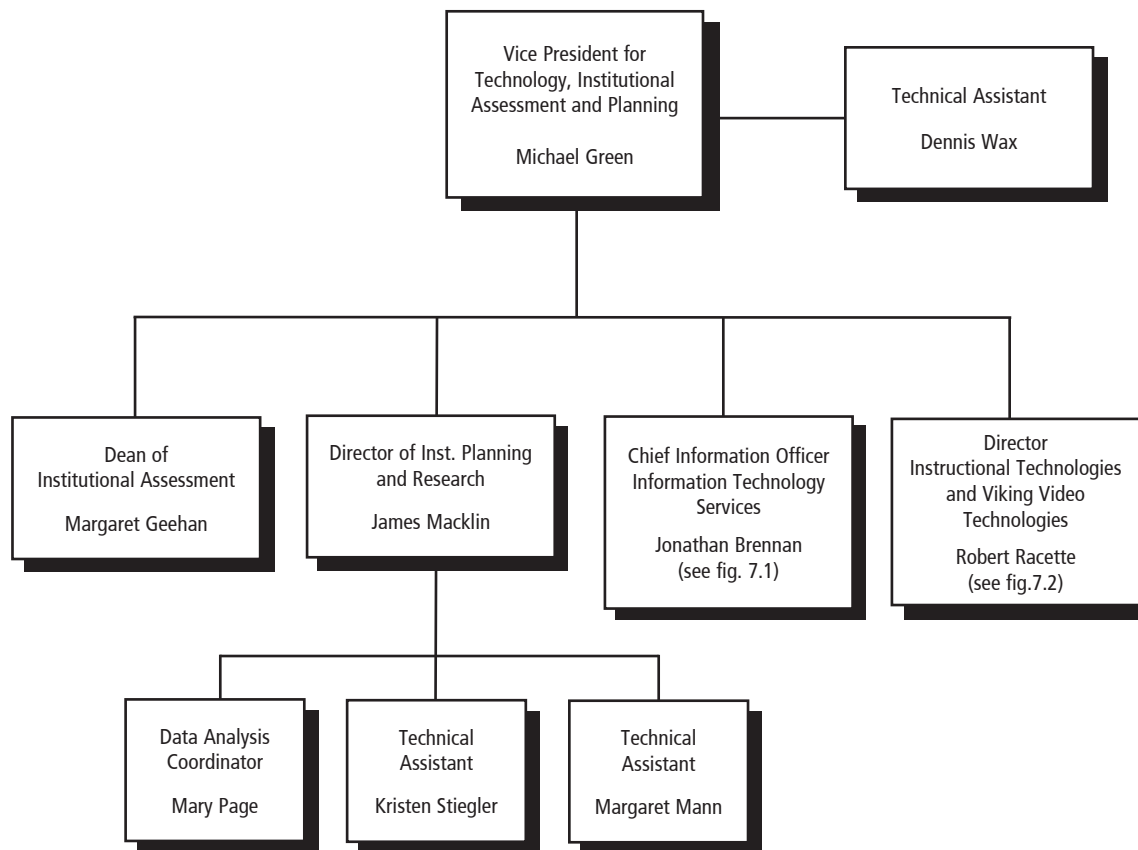 Vice President for
Technology, Institutional
Assessment and Planning
Michael Green
Technical Assistant
Dennis Wax
Dean of
Institutional Assessment
Margaret Geehan
Director of Inst. Planning
and Research
James Macklin
Chief Information Officer
Information Technology
Services
Jonathan Brennan
(see fig. 7.1)
Director
Instructional Technologies
and Viking Video
Technologies
Robert Racette
(see fig.7.2)
Data Analysis
Coordinator
Mary Page
Technical
Assistant
Kristen Stiegler
Technical
Assistant
Margaret Mann